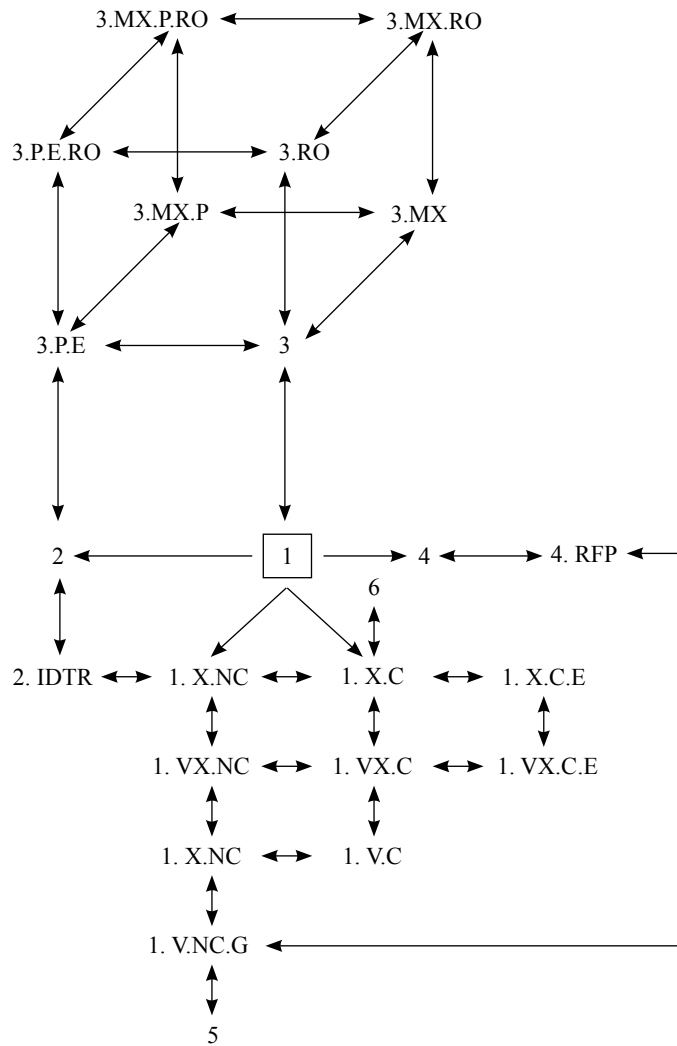 3.MX.P.RO 3.MX.RO
3.P.E.RO 3.RO
3.MX.P 3.MX
3.P.E 3
2 1 4 4. RFP
6
2. IDTR 1. X.NC 1. X.C 1. X.C.E
1. VX.NC 1. VX.C 1. VX.C.E
1. X.NC 1. V.C
1. V.NC.G
5